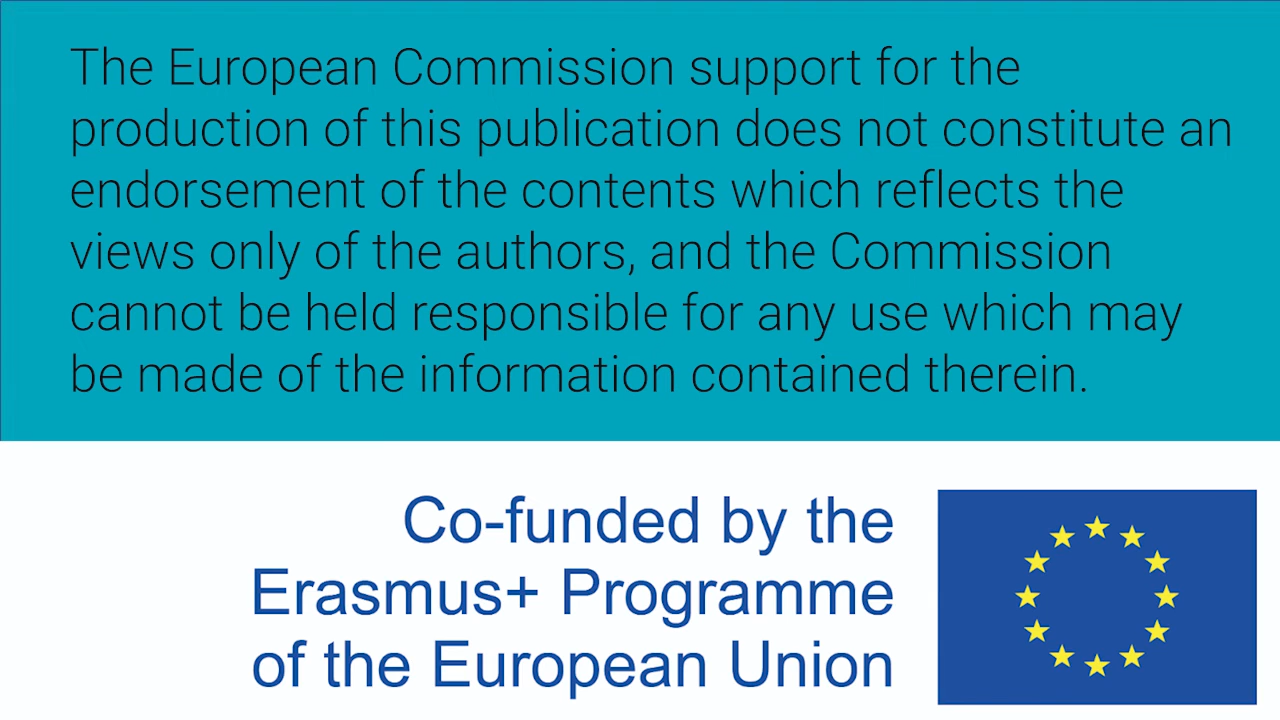 The European Commission support for the
production of this publication does not constitute an
endorsement of the contents which reflects the
views only of the authors, and the Commission
cannot be held responsible for any use which may
be made of the information contained therein.
Co-funded by the
Erasmus+ Programme
of the European Union